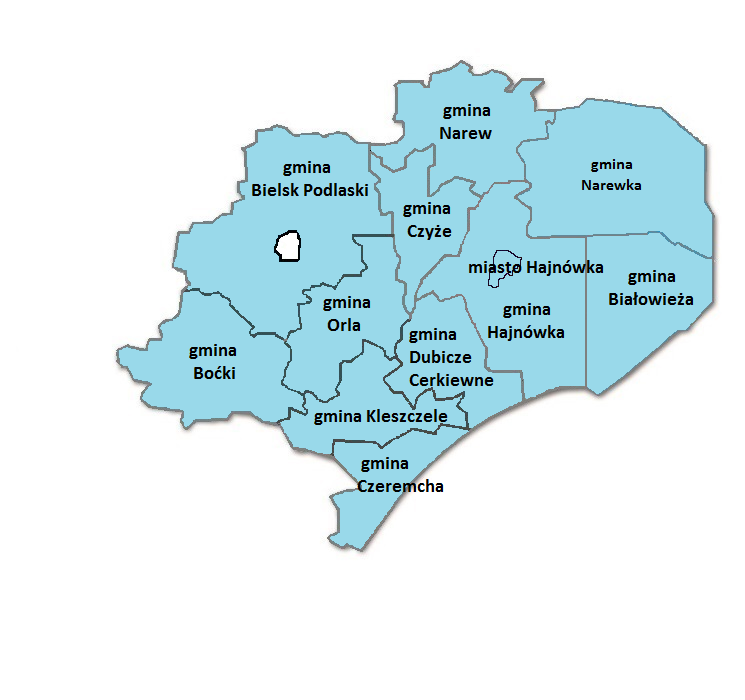 gmina
Narew
gmina
Narewka
gmina
Bielsk Podlaski
gmina
Czyże
miasto Hajnówka
gmina
Białowieża
gmina
Orla
gmina
Hajnówka
gmina
Dubicze
Cerkiewne
gmina
Boćki
gmina Kleszczele
gmina
Czeremcha